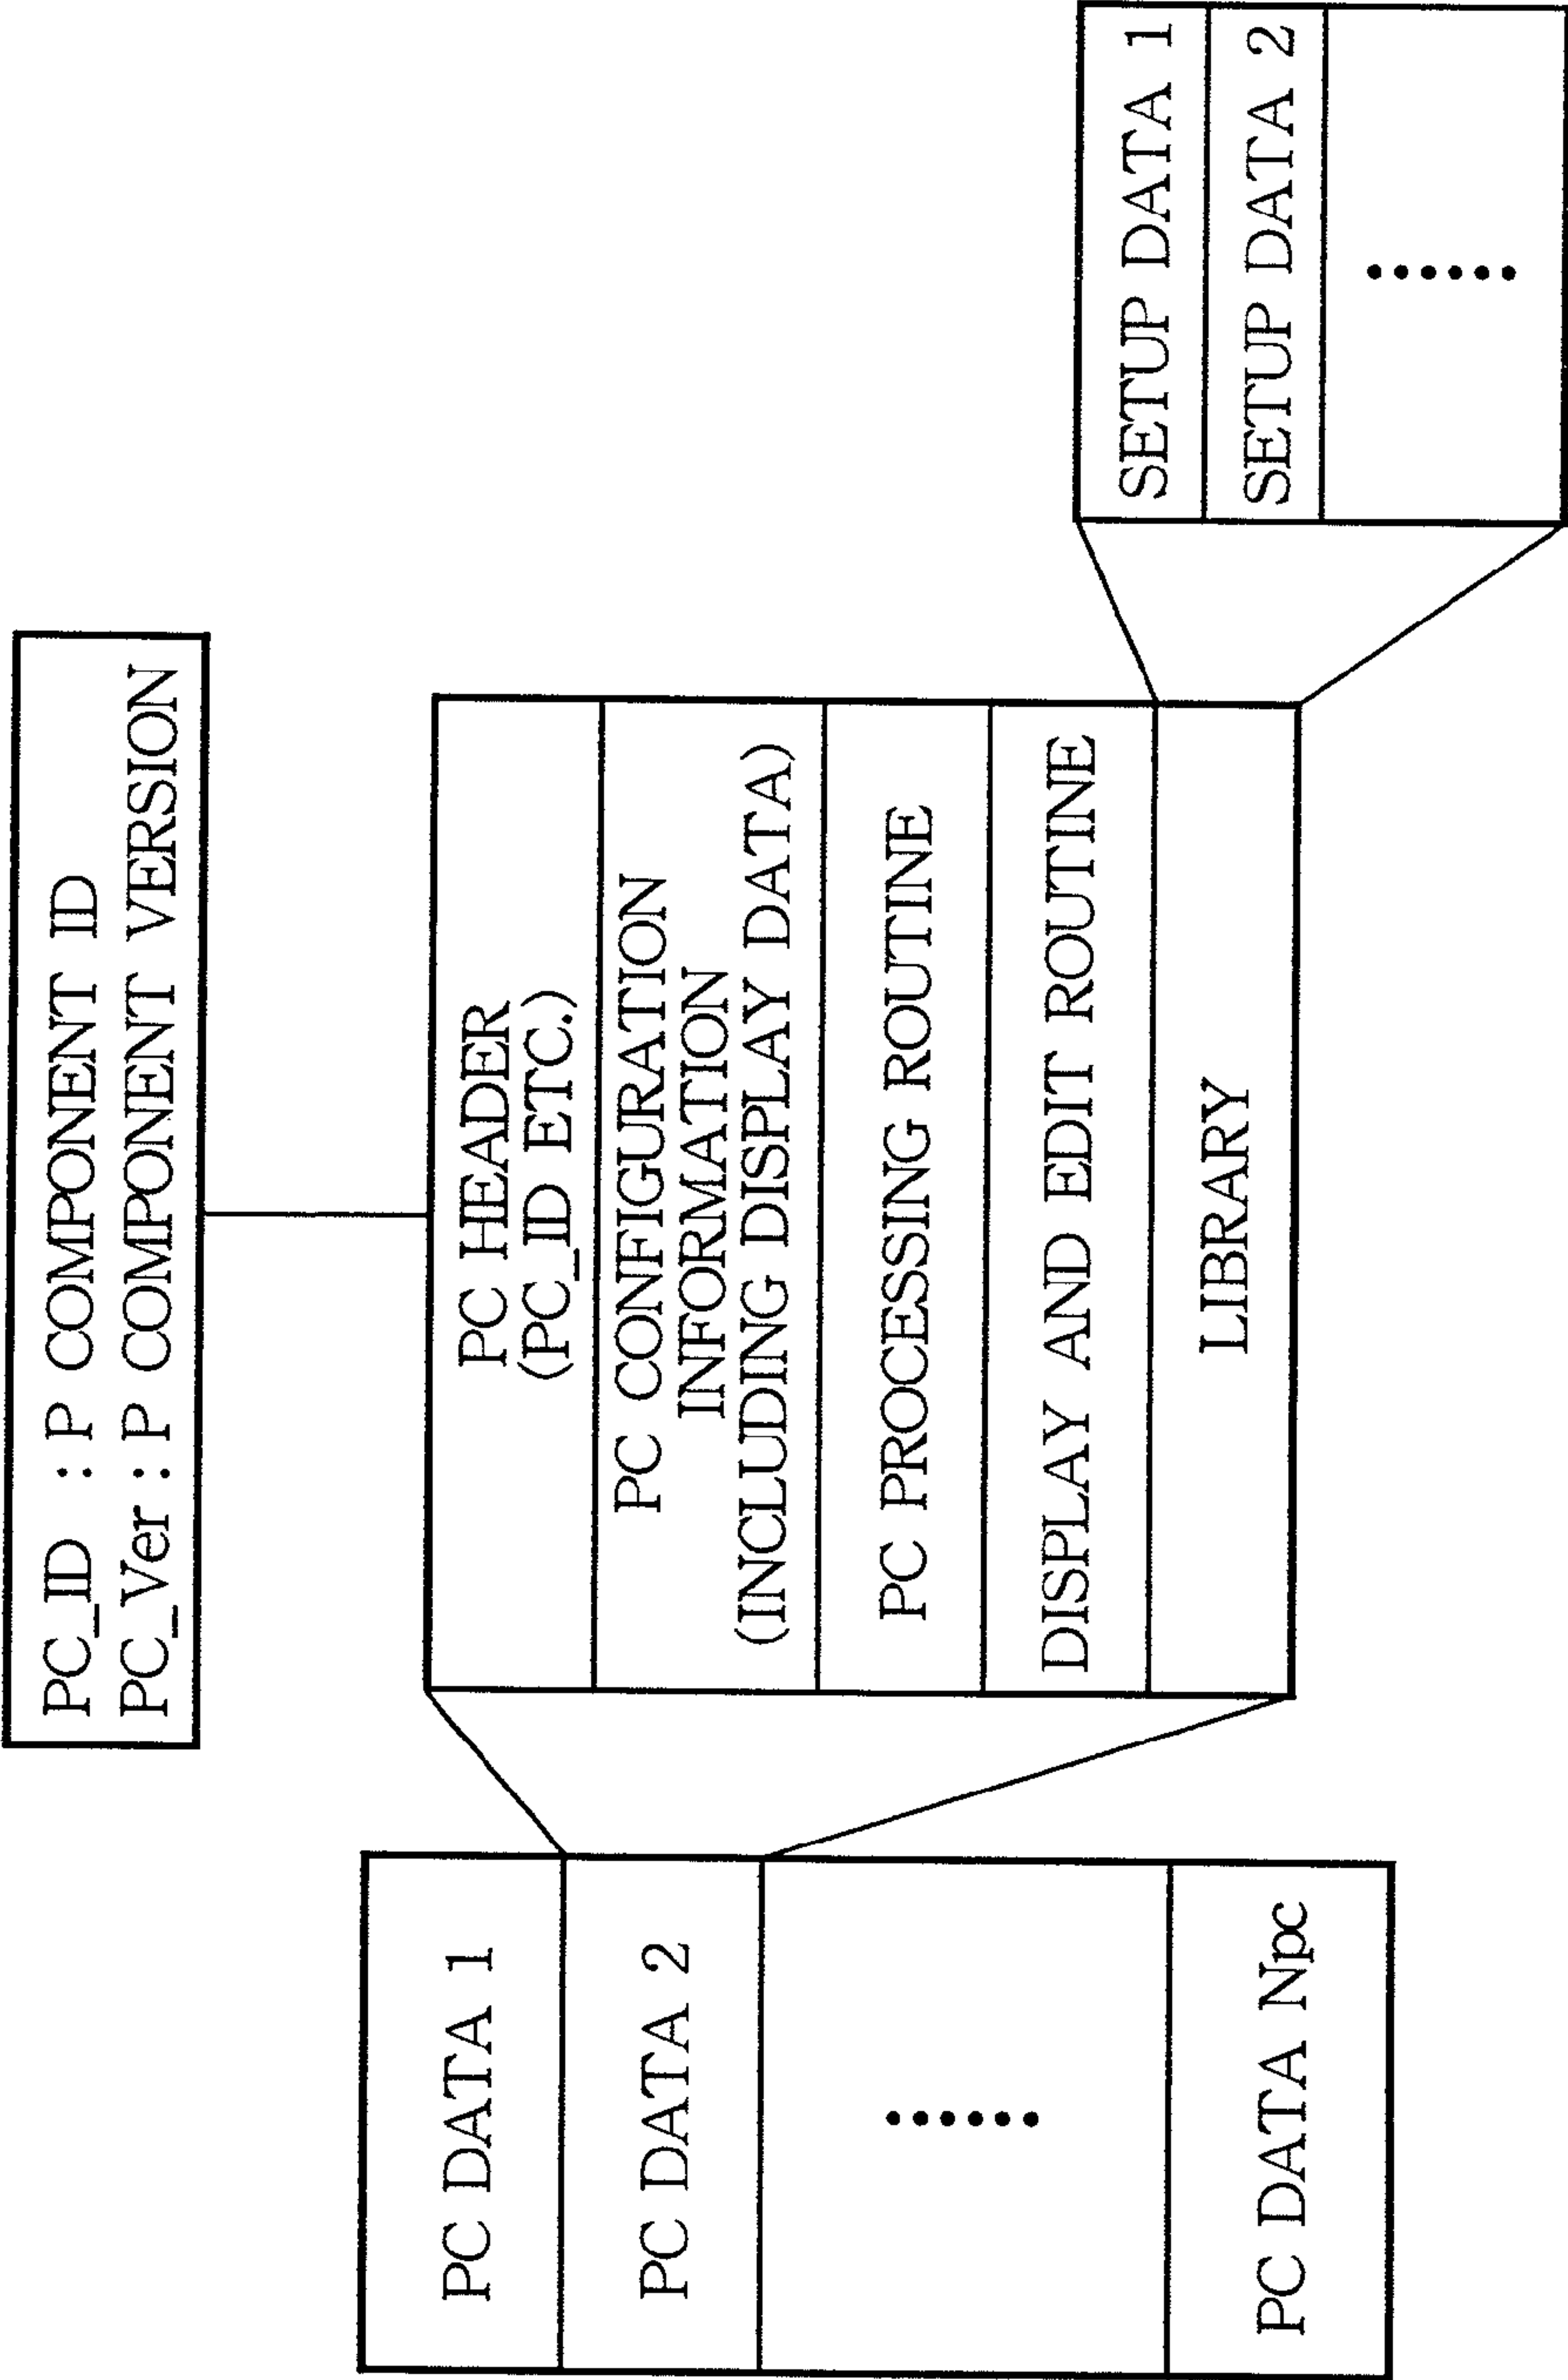 PC_ID : P COMPONENT ID
PC_Ver : P COMPONENT VERSION
PC DATA 1
PC DATA 2
......
PC DATA Npc
PC HEADER
(PC_ID ETC.)
PC CONFIGURATION
INFORMATION
(INCLUDING DISPLAY DATA)
PC PROCESSING ROUTINE
DISPLAY AND EDIT ROUTINE
LIBRARY
SETUP DATA 1
SETUP DATA 2
......